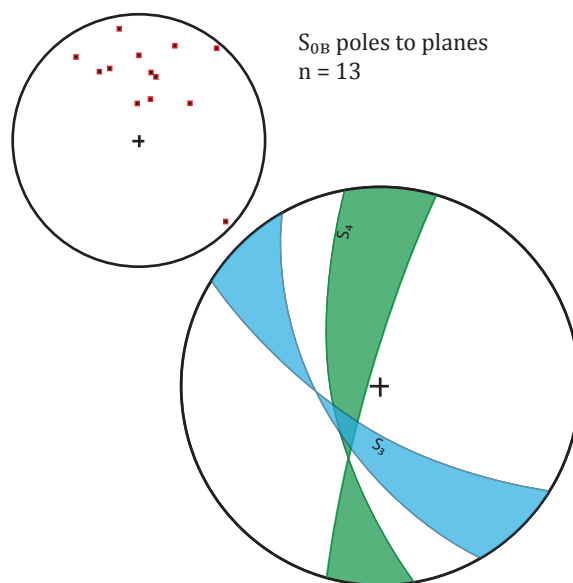 S₀B poles to planes
n = 13
S₄
S₃